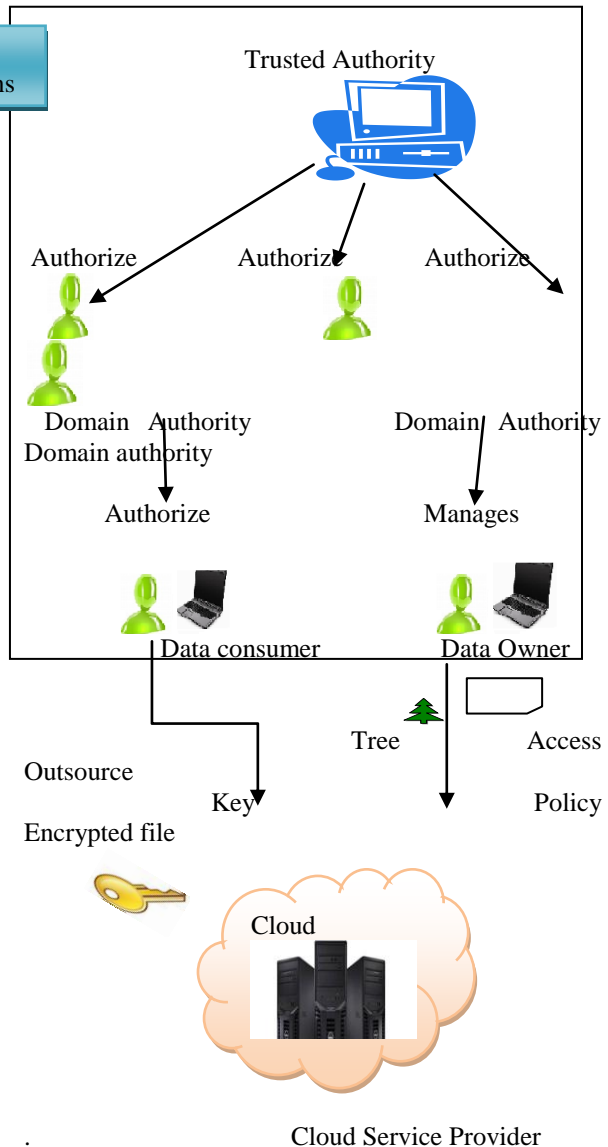 Trusted Authority
ns
Authorize Authorize Authorize
Domain Authority Domain Authority
Domain authority
Authorize Manages
Data consumer Data Owner
Tree Access
Outsource
Key Policy
Encrypted file
Cloud
. Cloud Service Provider